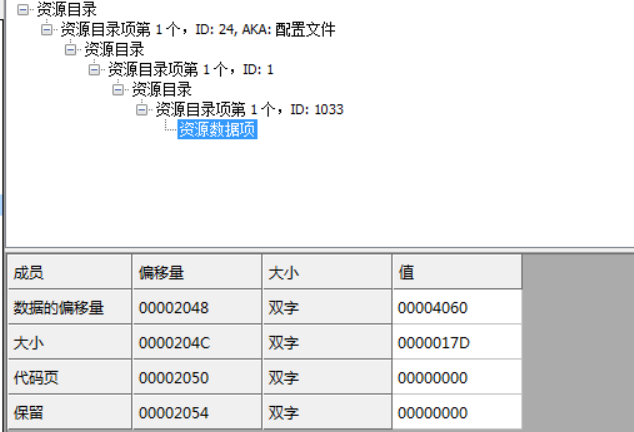 资源目录
资源目录项第 1 个，ID: 24, AKA: 配置文件
资源目录
资源目录项第 1 个，ID: 1
资源目录
资源目录项第 1 个，ID: 1033
资源数据项
成员 偏移量 大小 值
数据的偏移量 00002048 双字 00004060
大小 0000204C 双字 0000017D
代码页 00002050 双字 00000000
保留 00002054 双字 00000000